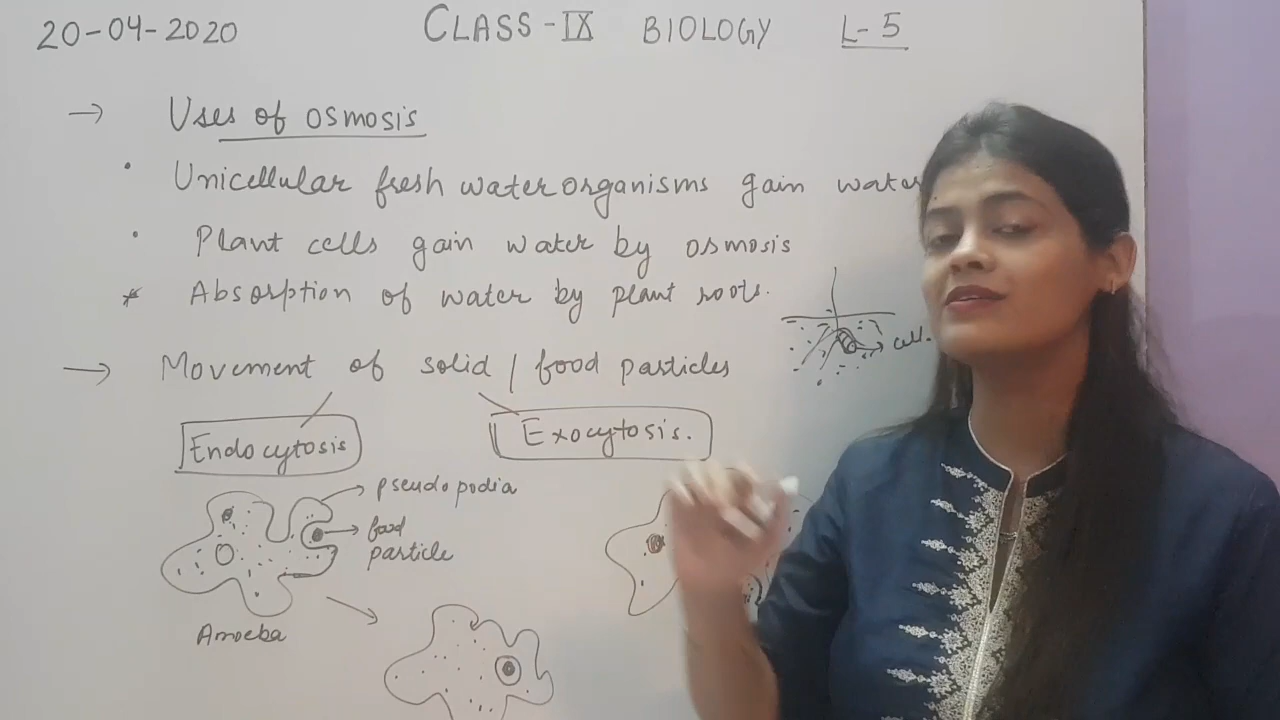 20-04-2020 CLASS-IX BIOLOGY L-5
→ Uses of osmosis
• Unicellular fresh water organisms gain water
• Plant cells gain water by osmosis
* Absorption of water by plant roots.
cell.
→ Movement of solid / food particles
Endocytosis Exocytosis.
pseudopodia
food
particle
Amoeba